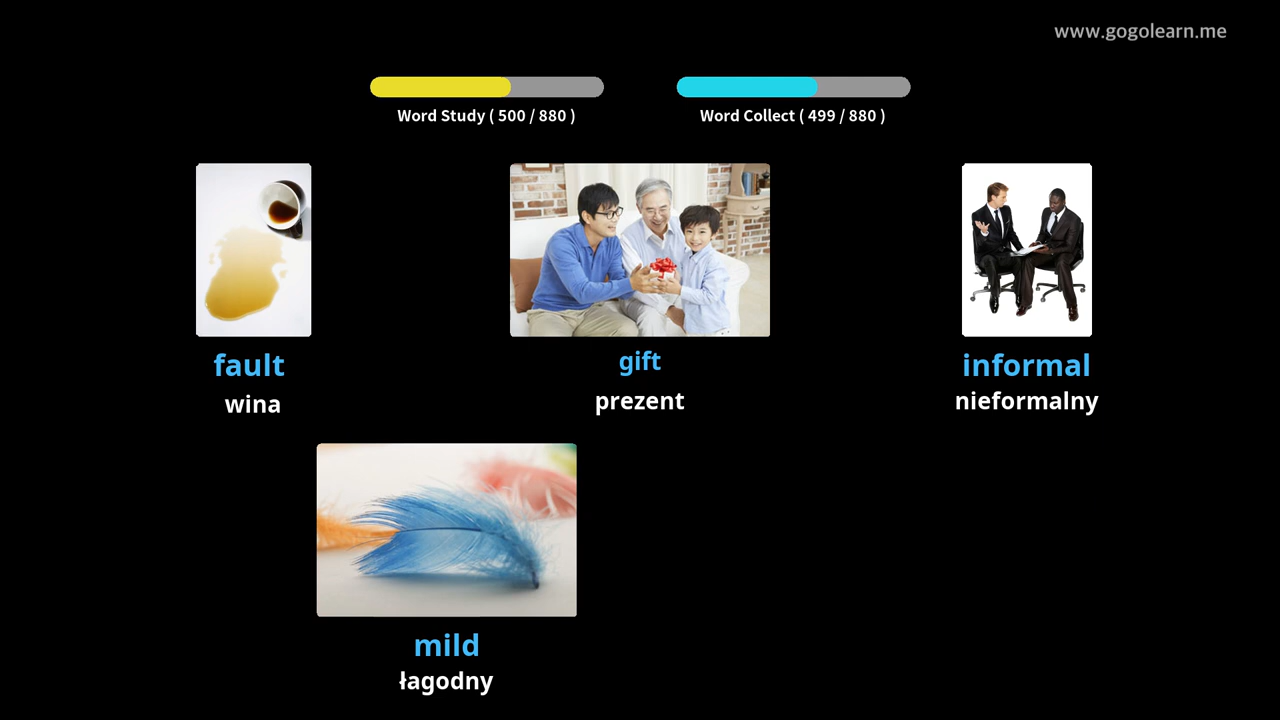 www.gogolearn.me
Word Study ( 500 / 880 )
Word Collect ( 499 / 880 )
fault
wina
gift
prezent
informal
nieformalny
mild
łagodny